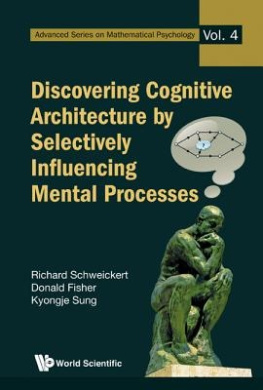 Advanced Series on Mathematical Psychology Vol. 4
Discovering Cognitive
Architecture by
Selectively
Influencing
Mental Processes
Richard Schweickert
Donald Fisher
Kyongje Sung
World Scientific